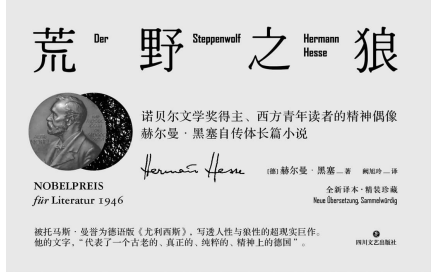 荒野之狼
Der Steppenwolf Hermann
Hesse
诺贝尔文学奖得主、西方青年读者的精神偶像
赫尔曼·黑塞自传体长篇小说
Hermann Hesse
[德] 赫尔曼·黑塞_著 阙旭玲_译
NOBELPREIS
für Literatur 1946
全新译本·精装珍藏
Neue Übersetzung, Sammelwürdig
被托马斯·曼誉为德语版《尤利西斯》，写透人性与狼性的超现实巨作。
他的文字，“代表了一个古老的、真正的、纯粹的、精神上的德国”。
四川文艺出版社